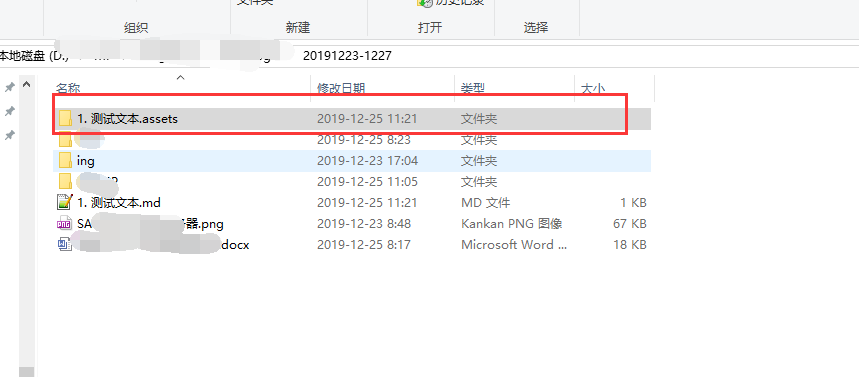 文件夹
历史记录
组织 新建 打开 选择
本地磁盘 (D:) 20191223-1227
名称 修改日期 类型 大小
1. 测试文本.assets 2019-12-25 11:21 文件夹
2019-12-25 8:23 文件夹
ing 2019-12-23 17:04 文件夹
2019-12-25 11:05 文件夹
1. 测试文本.md 2019-12-25 11:21 MD 文件 1 KB
SA 器.png 2019-12-23 8:48 Kankan PNG 图像 67 KB
docx 2019-12-25 8:17 Microsoft Word ... 18 KB